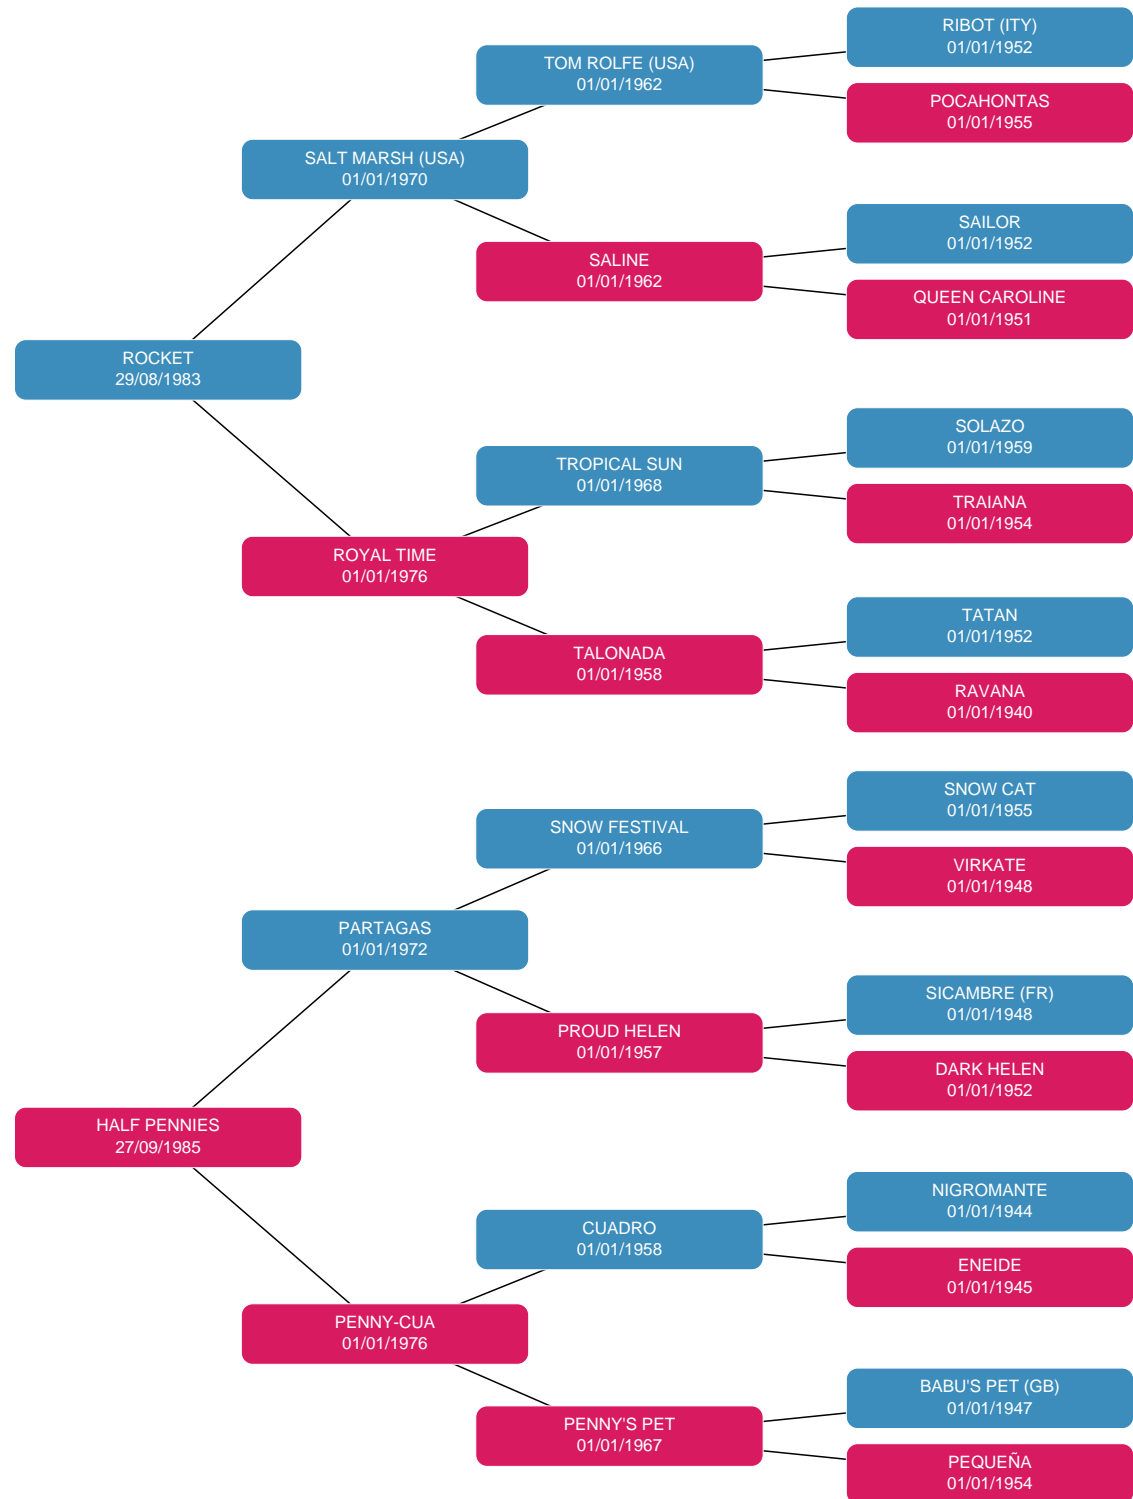 RIBOT (ITY)
01/01/1952
TOM ROLFE (USA)
01/01/1962
POCAHONTAS
01/01/1955
SALT MARSH (USA)
01/01/1970
SAILOR
01/01/1952
SALINE
01/01/1962
QUEEN CAROLINE
01/01/1951
ROCKET
29/08/1983
SOLAZO
01/01/1959
TROPICAL SUN
01/01/1968
TRAIANA
01/01/1954
ROYAL TIME
01/01/1976
TATAN
01/01/1952
TALONADA
01/01/1958
RAVANA
01/01/1940
SNOW CAT
01/01/1955
SNOW FESTIVAL
01/01/1966
VIRKATE
01/01/1948
PARTAGAS
01/01/1972
SICAMBRE (FR)
01/01/1948
PROUD HELEN
01/01/1957
DARK HELEN
01/01/1952
HALF PENNIES
27/09/1985
NIGROMANTE
01/01/1944
CUADRO
01/01/1958
ENEIDE
01/01/1945
PENNY-CUA
01/01/1976
BABU'S PET (GB)
01/01/1947
PENNY'S PET
01/01/1967
PEQUEÑA
01/01/1954